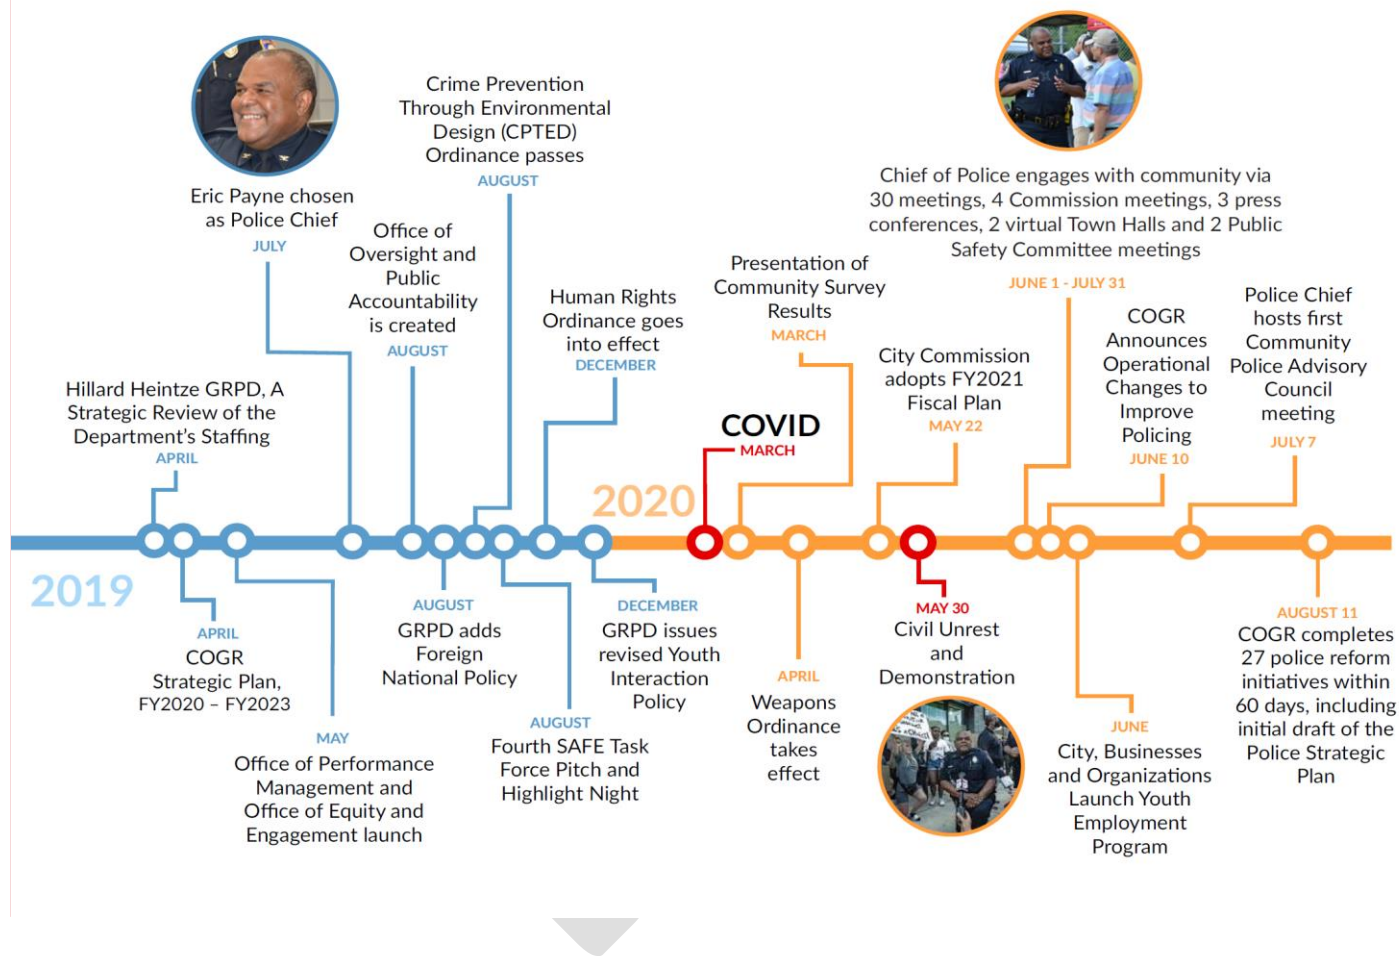 Eric Payne chosen
as Police Chief
JULY
Crime Prevention
Through Environmental
Design (CPTED)
Ordinance passes
AUGUST
Office of
Oversight and
Public
Accountability
is created
AUGUST
Hillard Heintze GRPD, A
Strategic Review of the
Department's Staffing
APRIL
Human Rights
Ordinance goes
into effect
DECEMBER
Presentation of
Community Survey
Results
MARCH
COVID
MARCH
Chief of Police engages with community via
30 meetings, 4 Commission meetings, 3 press
conferences, 2 virtual Town Halls and 2 Public
Safety Committee meetings
JUNE 1 - JULY 31
City Commission
adopts FY2021
Fiscal Plan
MAY 22
COGR
Announces
Operational
Changes to
Improve
Policing
JUNE 10
Police Chief
hosts first
Community
Police Advisory
Council
meeting
JULY 7
2020
2019
APRIL
COGR
Strategic Plan,
FY2020 – FY2023
MAY
Office of Performance
Management and
Office of Equity and
Engagement launch
AUGUST
GRPD adds
Foreign
National Policy
AUGUST
Fourth SAFE Task
Force Pitch and
Highlight Night
DECEMBER
GRPD issues
revised Youth
Interaction
Policy
APRIL
Weapons
Ordinance
takes
effect
MAY 30
Civil Unrest
and
Demonstration
JUNE
City, Businesses
and Organizations
Launch Youth
Employment
Program
AUGUST 11
COGR completes
27 police reform
initiatives within
60 days, including
initial draft of the
Police Strategic
Plan